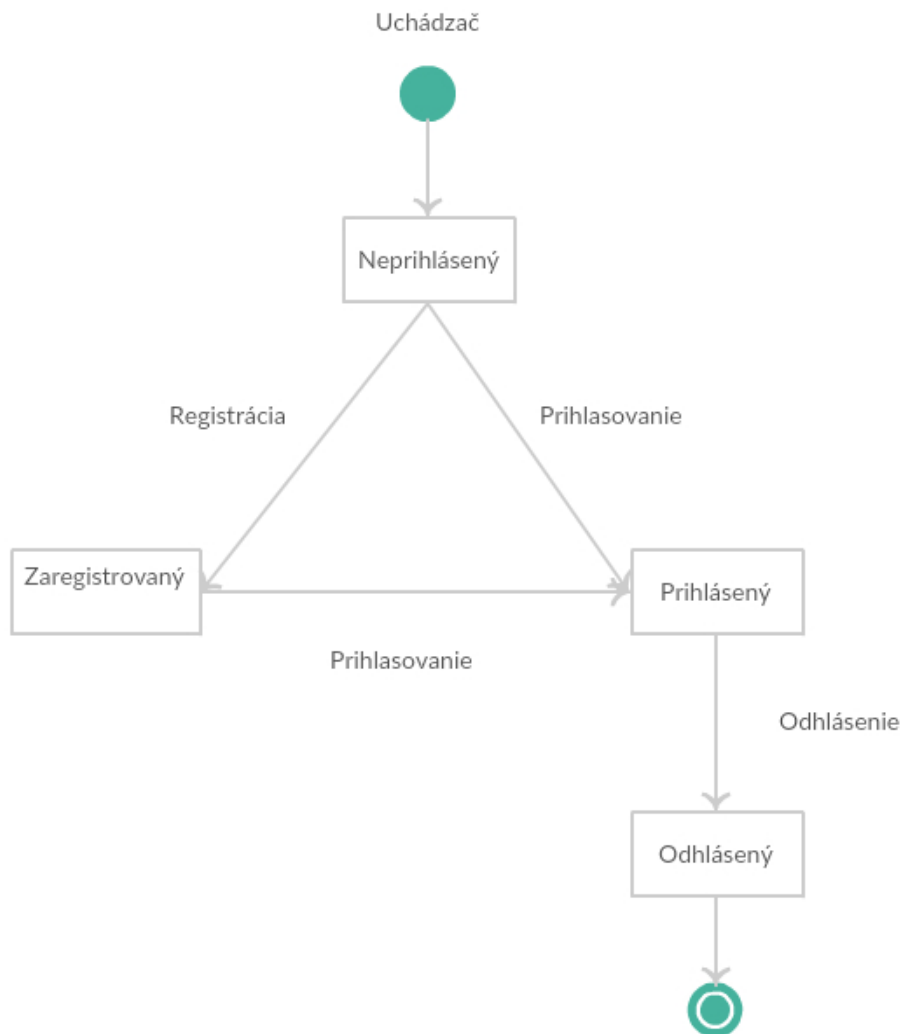 Uchádzač
Neprihlásený
Registrácia
Prihlasovanie
Zaregistrovaný
Prihlásený
Prihlasovanie
Odhlásenie
Odhlásený